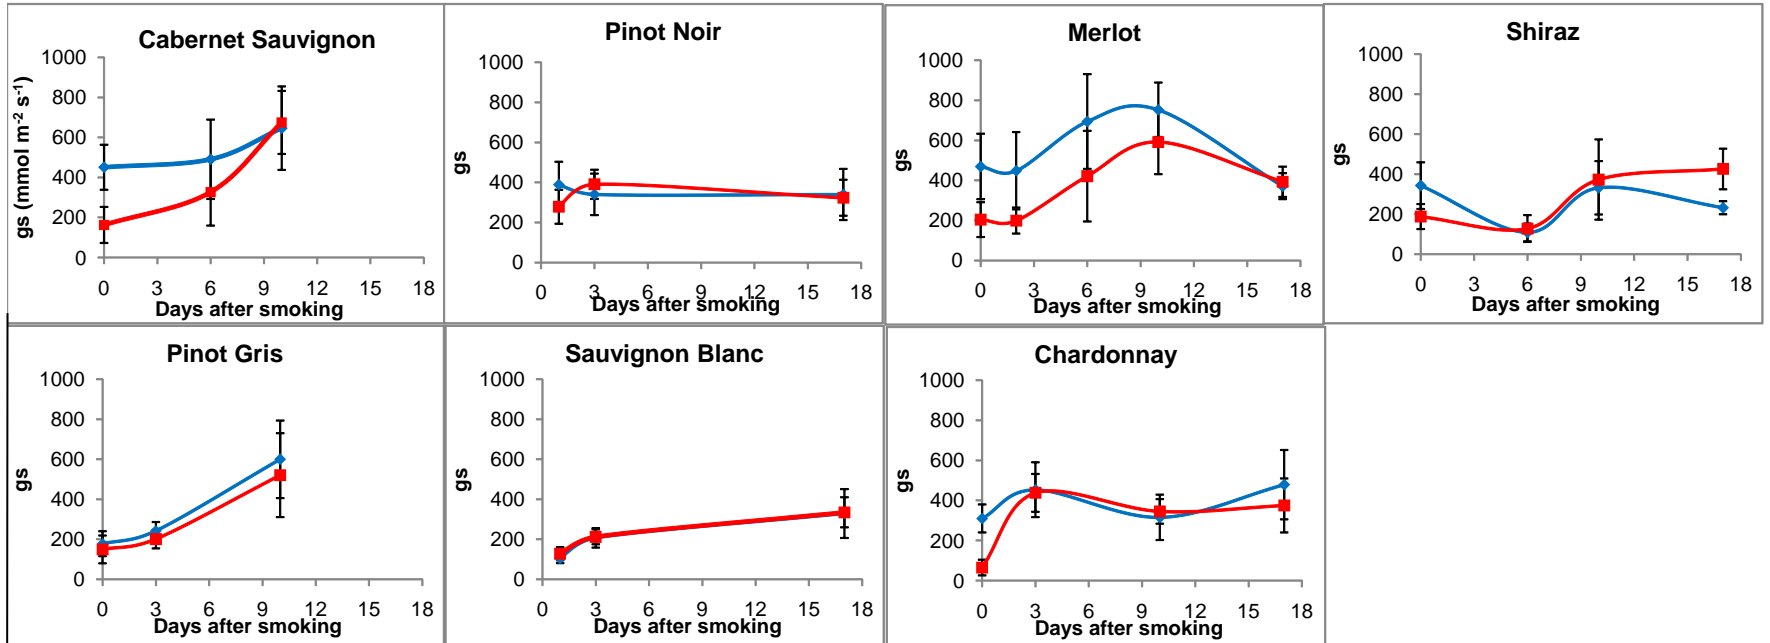 Cabernet Sauvignon
1000
800
600
400
200
0
gs (mmol m⁻² s⁻¹)
0 3 6 9 12 15 18
Days after smoking
Pinot Noir
1000
800
600
400
200
0
gs
0 3 6 9 12 15 18
Days after smoking
Merlot
1000
800
600
400
200
0
gs
0 3 6 9 12 15 18
Days after smoking
Shiraz
1000
800
600
400
200
0
gs
0 3 6 9 12 15 18
Days after smoking
Pinot Gris
1000
800
600
400
200
0
gs
0 3 6 9 12 15 18
Days after smoking
Sauvignon Blanc
1000
800
600
400
200
0
gs
0 3 6 9 12 15 18
Days after smoking
Chardonnay
1000
800
600
400
200
0
gs
0 3 6 9 12 15 18
Days after smoking